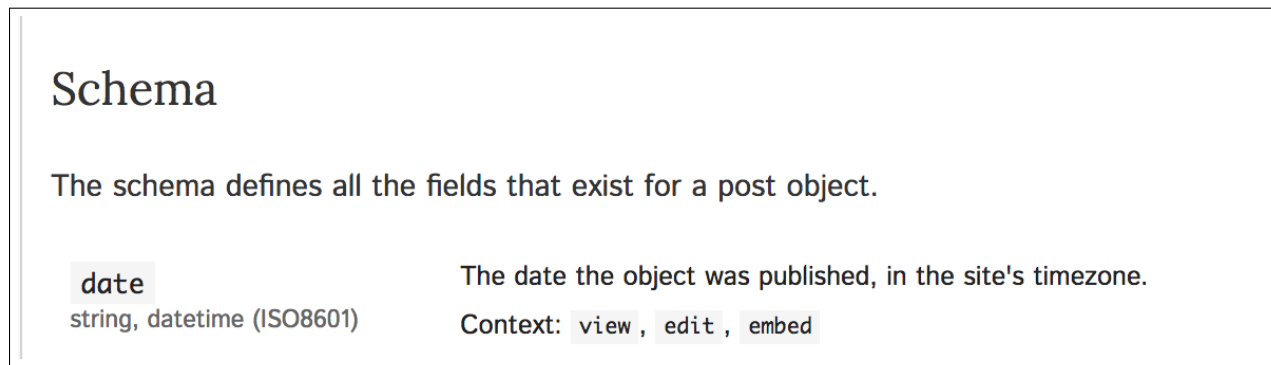 Schema
The schema defines all the fields that exist for a post object.
date
string, datetime (ISO8601)
The date the object was published, in the site's timezone.
Context: view, edit, embed